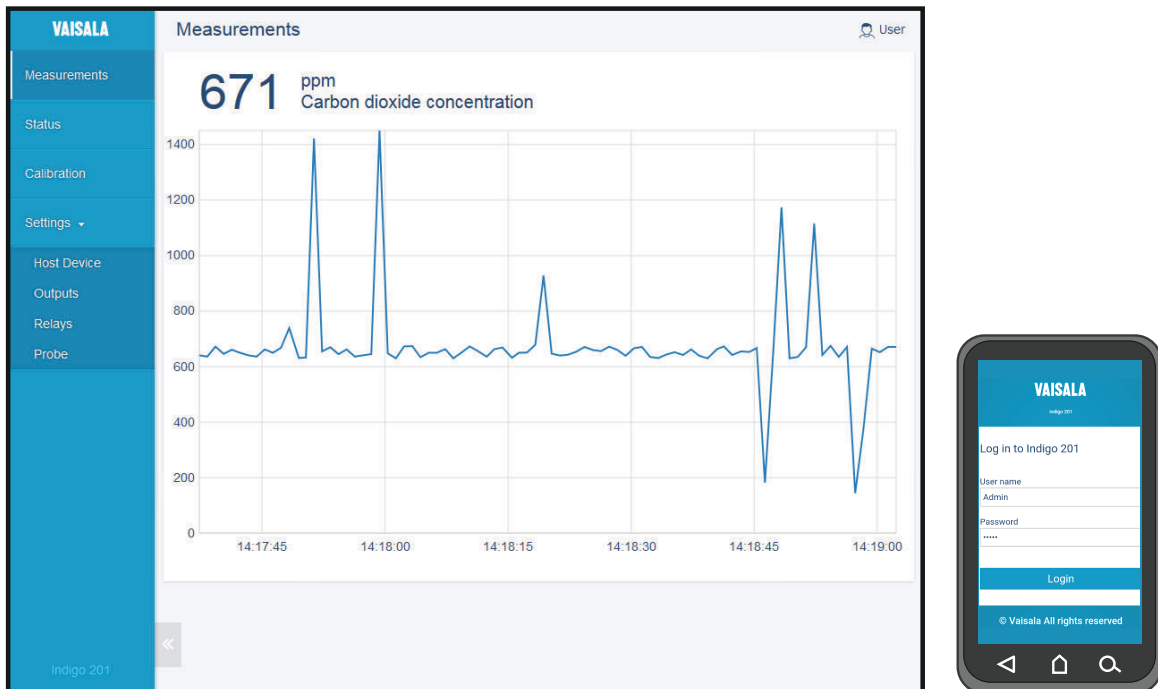 VAISALA
Measurements
User
Measurements
Status
Calibration
Settings
Host Device
Outputs
Relays
Probe
Indigo 201
671
ppm
Carbon dioxide concentration
1400
1200
1000
800
600
400
200
0
14:17:45 14:18:00 14:18:15 14:18:30 14:18:45 14:19:00
VAISALA
Indigo 201
Log in to Indigo 201
User name
Admin
Password
•••••
Login
© Vaisala All rights reserved